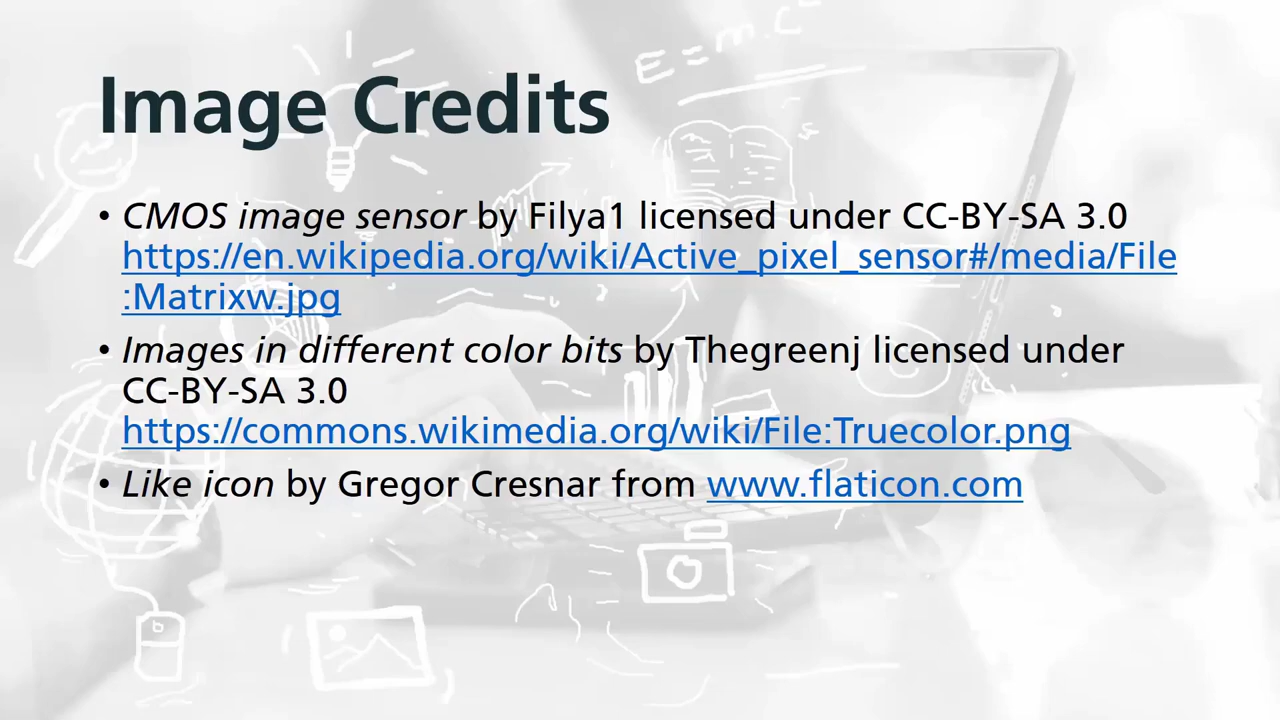 E=m.c²
Image Credits
• CMOS image sensor by Filya1 licensed under CC-BY-SA 3.0
https://en.wikipedia.org/wiki/Active_pixel_sensor#/media/File
:Matrixw.jpg
• Images in different color bits by Thegreenj licensed under
CC-BY-SA 3.0
https://commons.wikimedia.org/wiki/File:Truecolor.png
• Like icon by Gregor Cresnar from www.flaticon.com